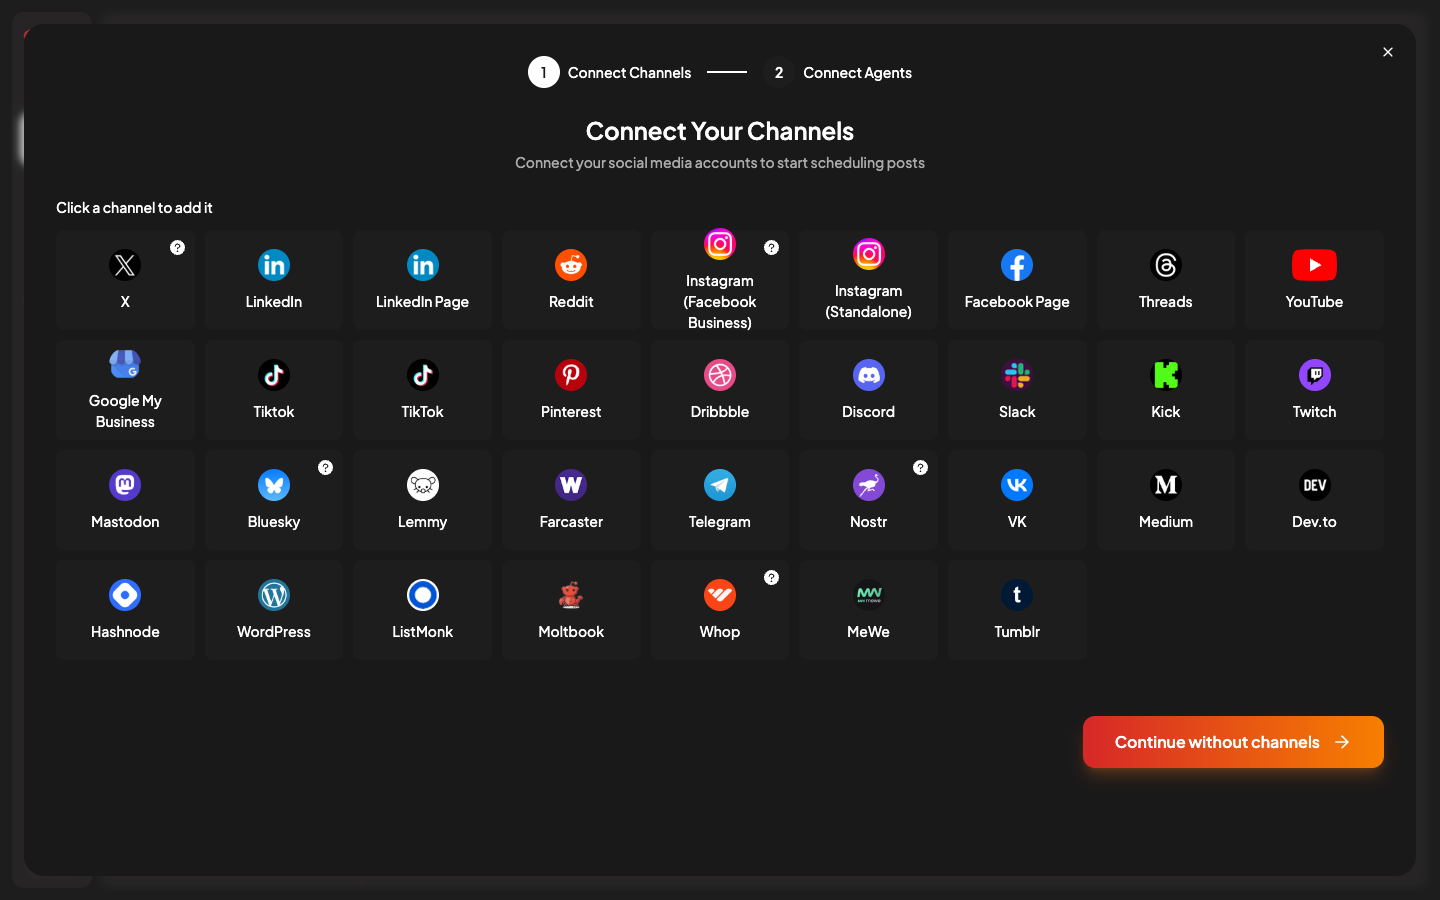 1 Connect Channels 2 Connect Agents
Connect Your Channels
Connect your social media accounts to start scheduling posts
Click a channel to add it
?
X
LinkedIn
LinkedIn Page
Reddit
?
Instagram
(Facebook
Business)
Instagram
(Standalone)
Facebook Page
Threads
YouTube
Google My
Business
Tiktok
TikTok
Pinterest
Dribbble
Discord
Slack
Kick
Twitch
Mastodon
?
Bluesky
Lemmy
Farcaster
Telegram
?
Nostr
VK
Medium
DEV
Dev.to
Hashnode
WordPress
ListMonk
Moltbook
?
Whop
MeWe
Tumblr
Continue without channels